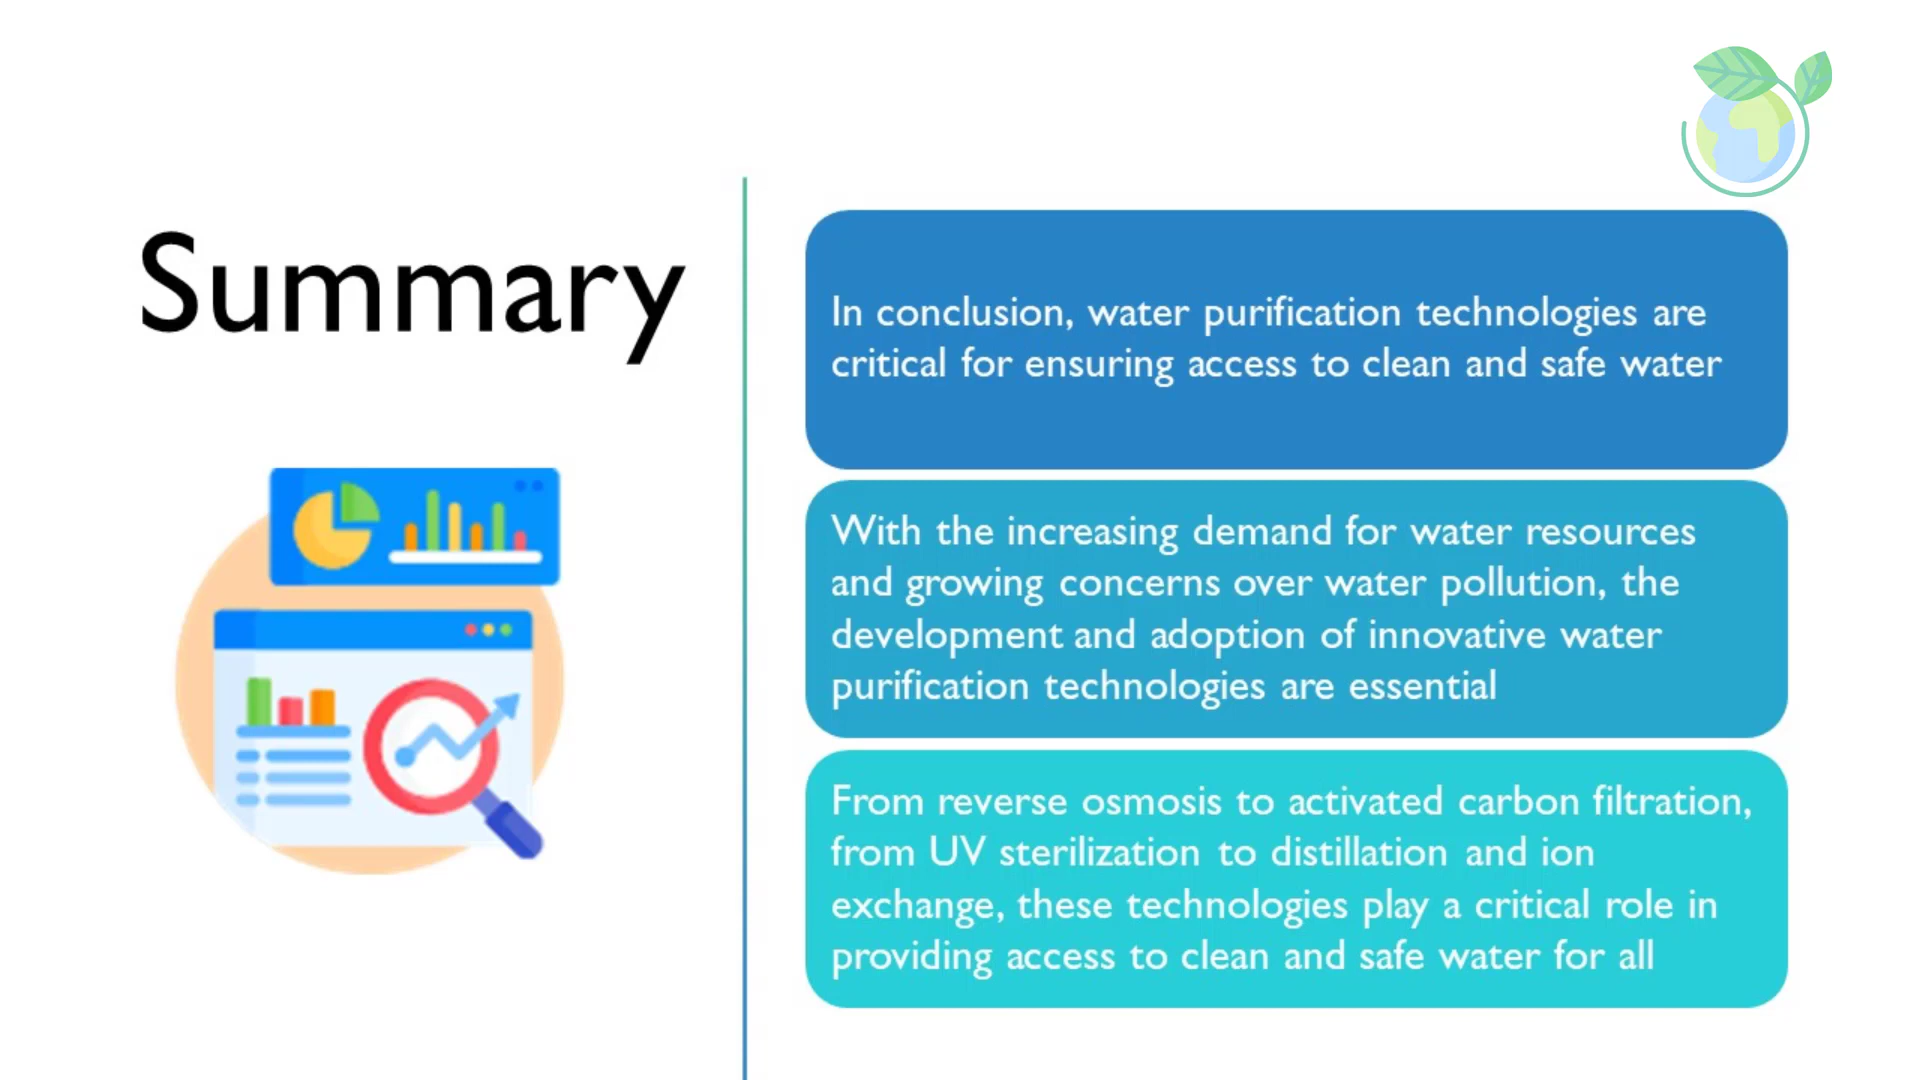 Summary
In conclusion, water purification technologies are
critical for ensuring access to clean and safe water
With the increasing demand for water resources
and growing concerns over water pollution, the
development and adoption of innovative water
purification technologies are essential
From reverse osmosis to activated carbon filtration,
from UV sterilization to distillation and ion
exchange, these technologies play a critical role in
providing access to clean and safe water for all